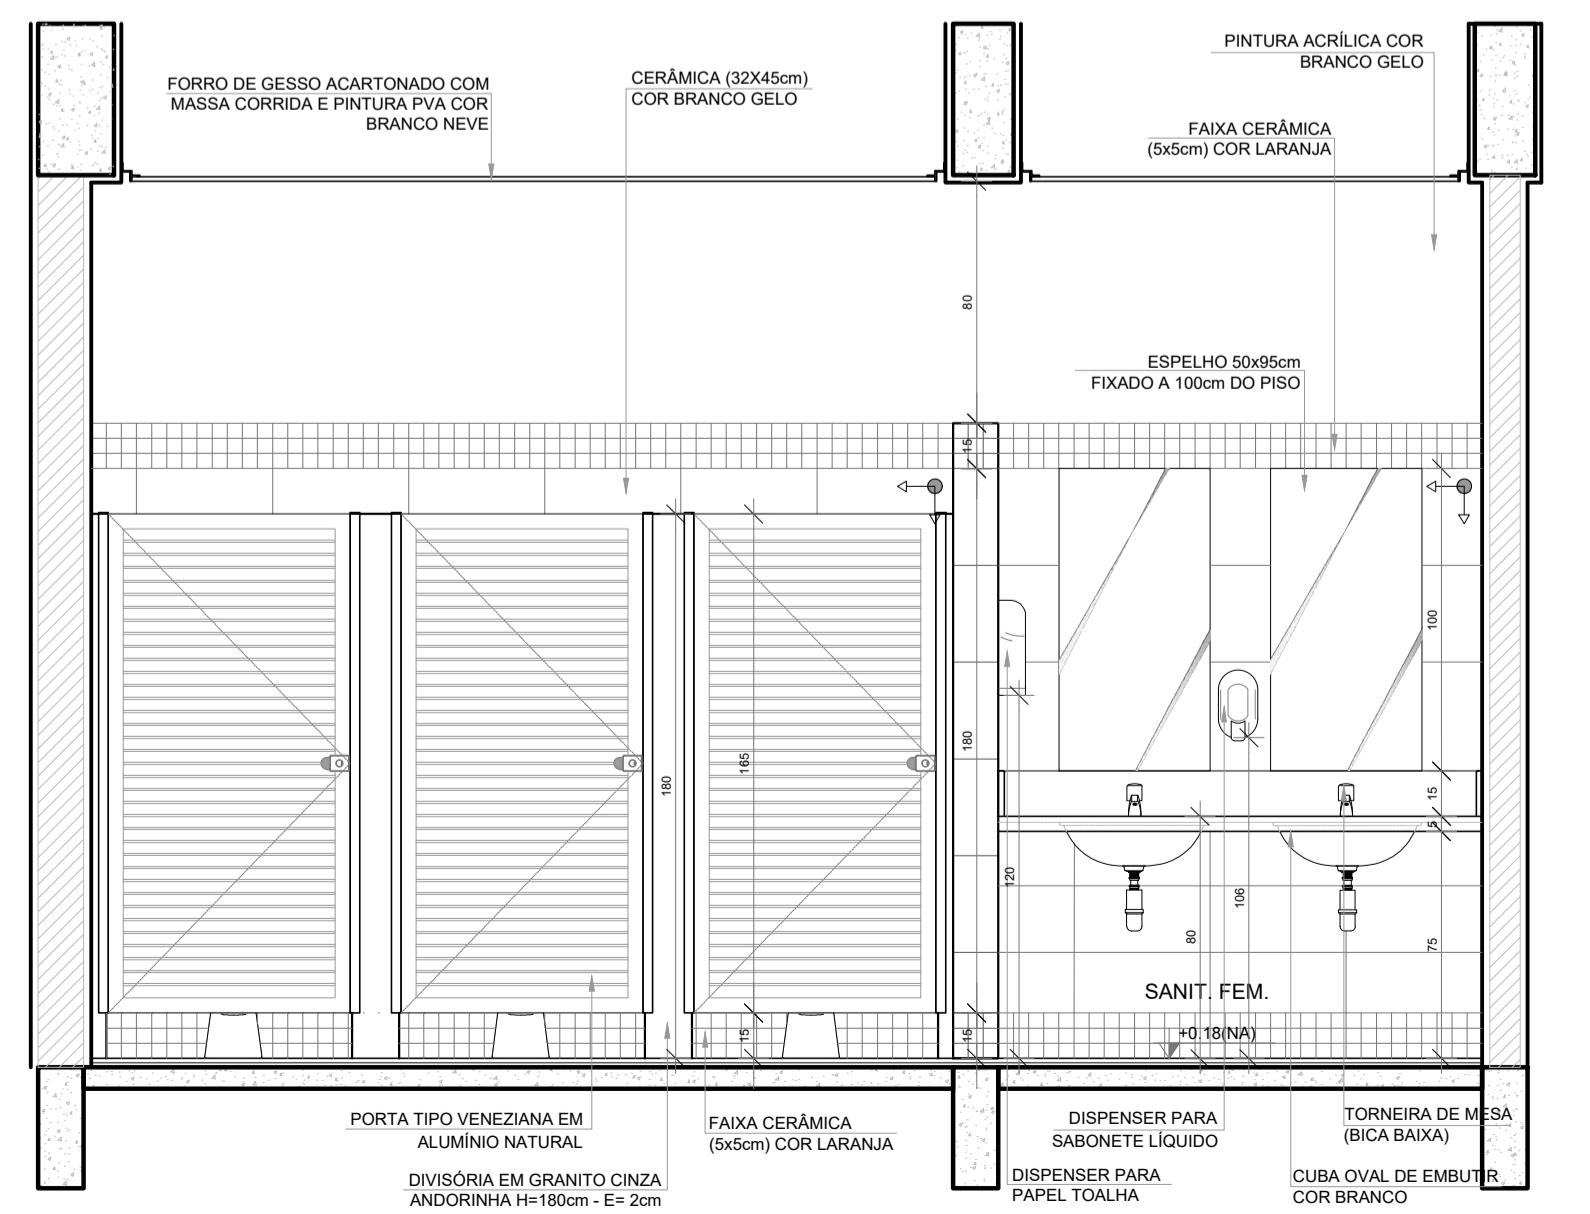 PINTURA ACRÍLICA COR
BRANCO GELO
FORRO DE GESSO ACARTONADO COM
MASSA CORRIDA E PINTURA PVA COR
BRANCO NEVE
CERÂMICA (32X45cm)
COR BRANCO GELO
FAIXA CERÂMICA
(5x5cm) COR LARANJA
80
ESPELHO 50x95cm
FIXADO A 100cm DO PISO
15
100
180
165
180
15
5
120
106
80
75
SANIT. FEM.
+0.18(NA)
15
15
PORTA TIPO VENEZIANA EM
ALUMÍNIO NATURAL
FAIXA CERÂMICA
(5x5cm) COR LARANJA
DISPENSER PARA
SABONETE LÍQUIDO
TORNEIRA DE MESA
(BICA BAIXA)
DIVISÓRIA EM GRANITO CINZA
ANDORINHA H=180cm - E= 2cm
DISPENSER PARA
PAPEL TOALHA
CUBA OVAL DE EMBUTIR
COR BRANCO